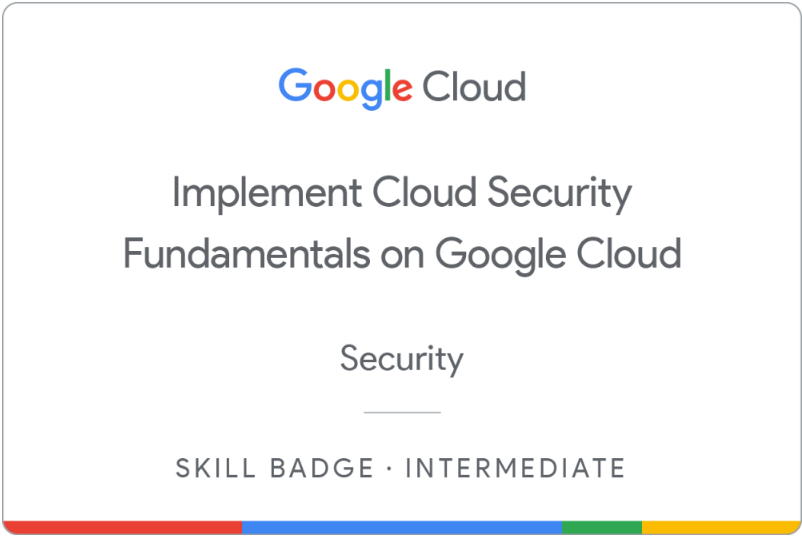 Google Cloud
Implement Cloud Security
Fundamentals on Google Cloud
Security
SKILL BADGE · INTERMEDIATE